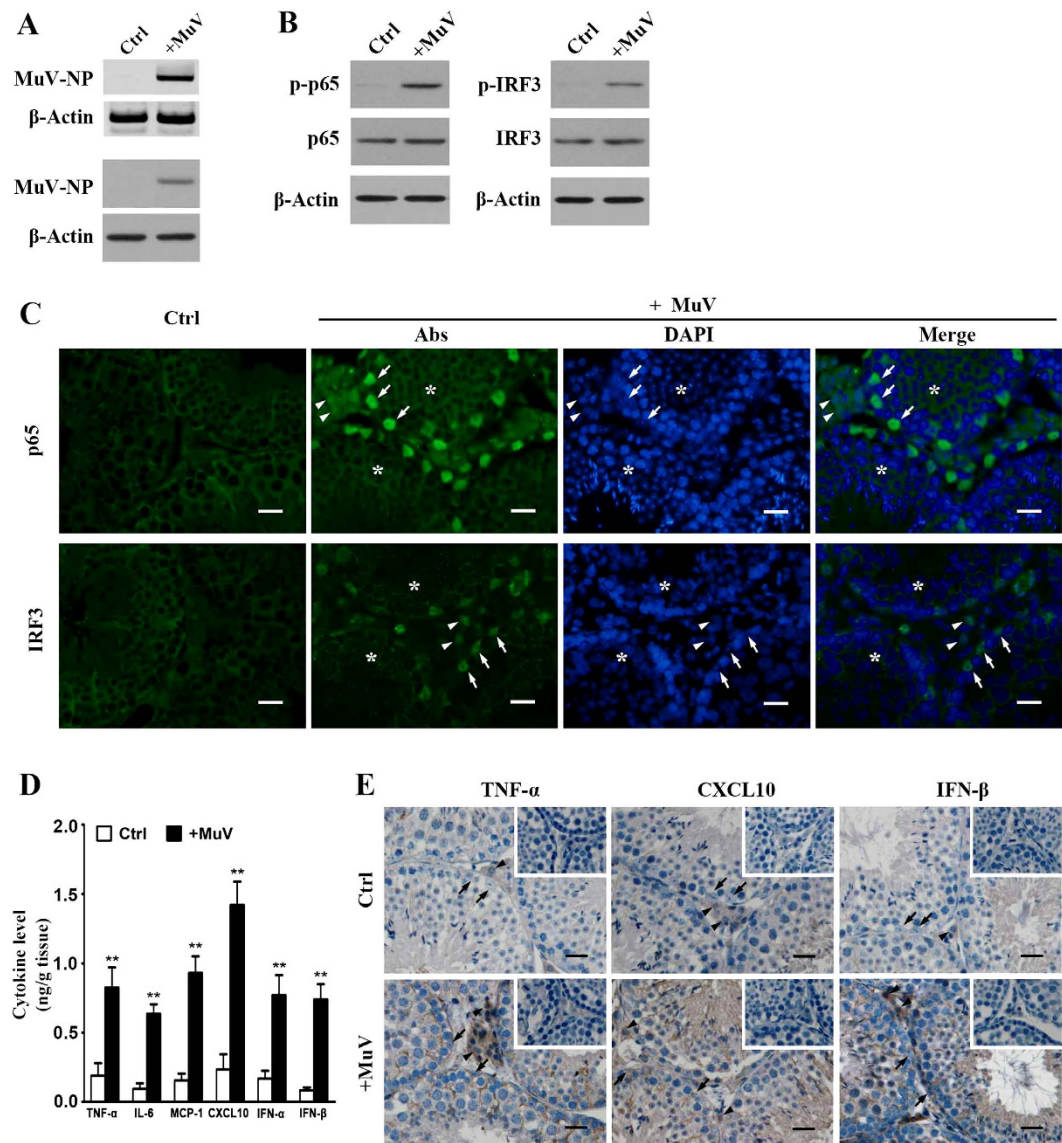 A
Ctrl +MuV
MuV-NP
β-Actin
MuV-NP
β-Actin
B
Ctrl +MuV
p-p65
p65
β-Actin
Ctrl +MuV
p-IRF3
IRF3
β-Actin
C
Ctrl
+ MuV
Abs DAPI Merge
p65
* * *
* * *
IRF3
* * *
* * *
D
Cytokine level
(ng/g tissue)
Ctrl +MuV
2.0
1.5
1.0
0.5
0.0
** ** ** ** ** **
TNF-α IL-6 MCP-1 CXCL10 IFN-α IFN-β
E
TNF-α CXCL10 IFN-β
Ctrl
+MuV